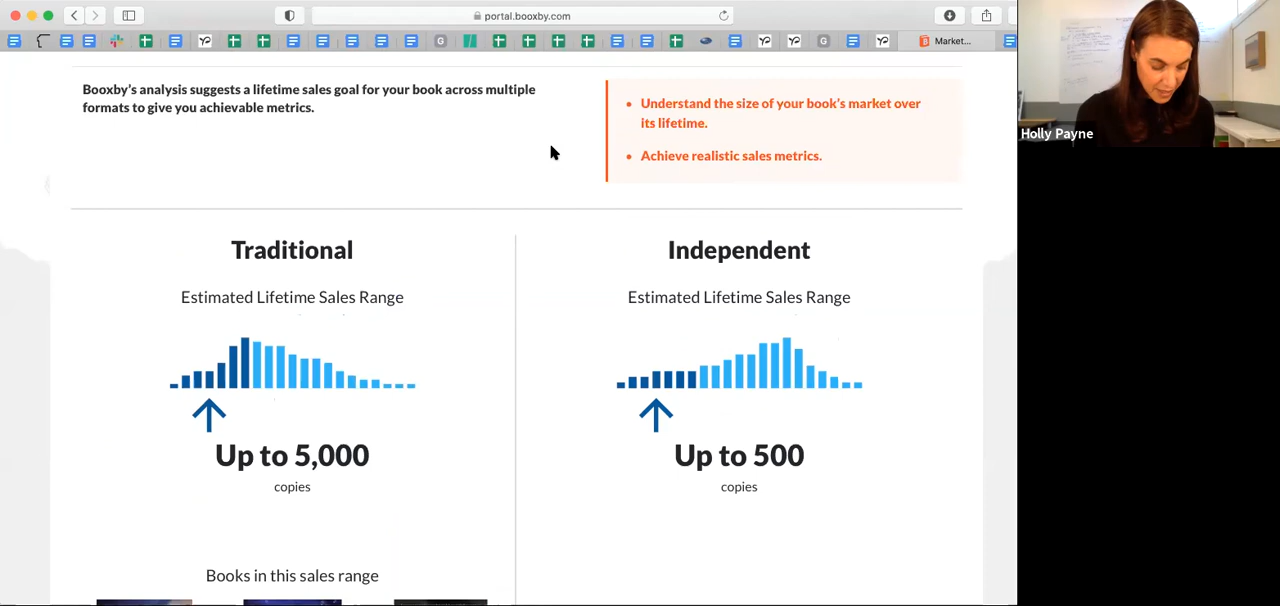 portal.booxby.com
Market...
Booxby's analysis suggests a lifetime sales goal for your book across multiple
formats to give you achievable metrics.
• Understand the size of your book's market over
its lifetime.
• Achieve realistic sales metrics.
Holly Payne
Traditional
Estimated Lifetime Sales Range
Up to 5,000
copies
Books in this sales range
Independent
Estimated Lifetime Sales Range
Up to 500
copies